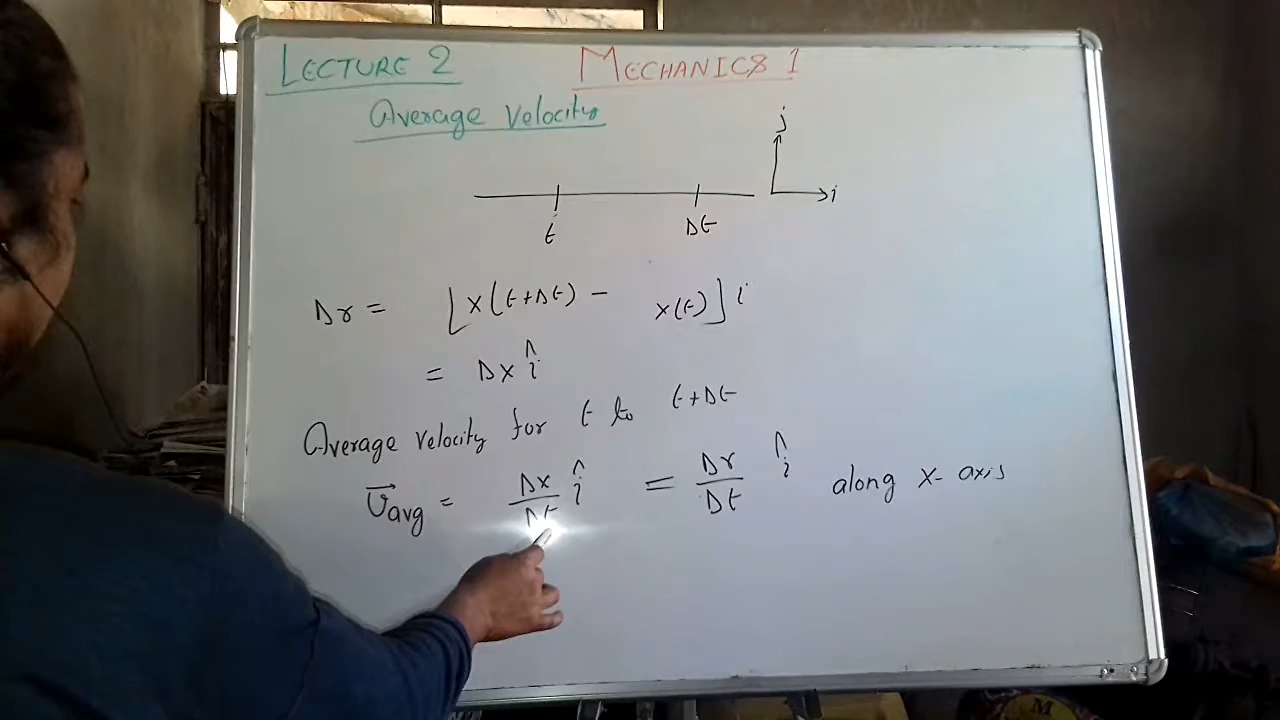 LECTURE 2 MECHANICS 1
Average Velocity
j
i
t Δt
Δr = [x(t+Δt) - x(t)] i
= Δx î
Average velocity for t to t+Δt
v⃗avg = Δx/Δt î = Δr/Δt î along x-axis
M